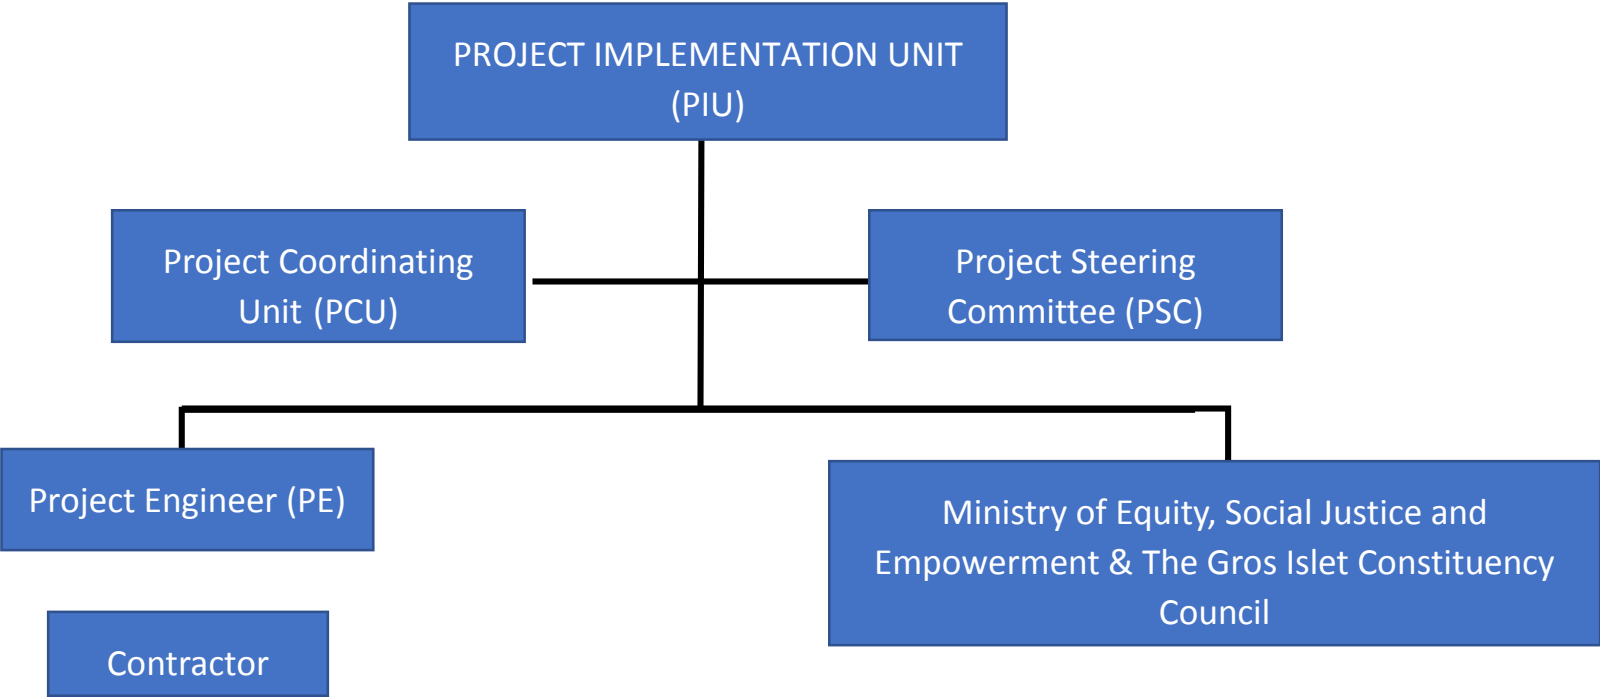 PROJECT IMPLEMENTATION UNIT
(PIU)
Project Coordinating
Unit (PCU)
Project Steering
Committee (PSC)
Project Engineer (PE)
Ministry of Equity, Social Justice and
Empowerment & The Gros Islet Constituency
Council
Contractor